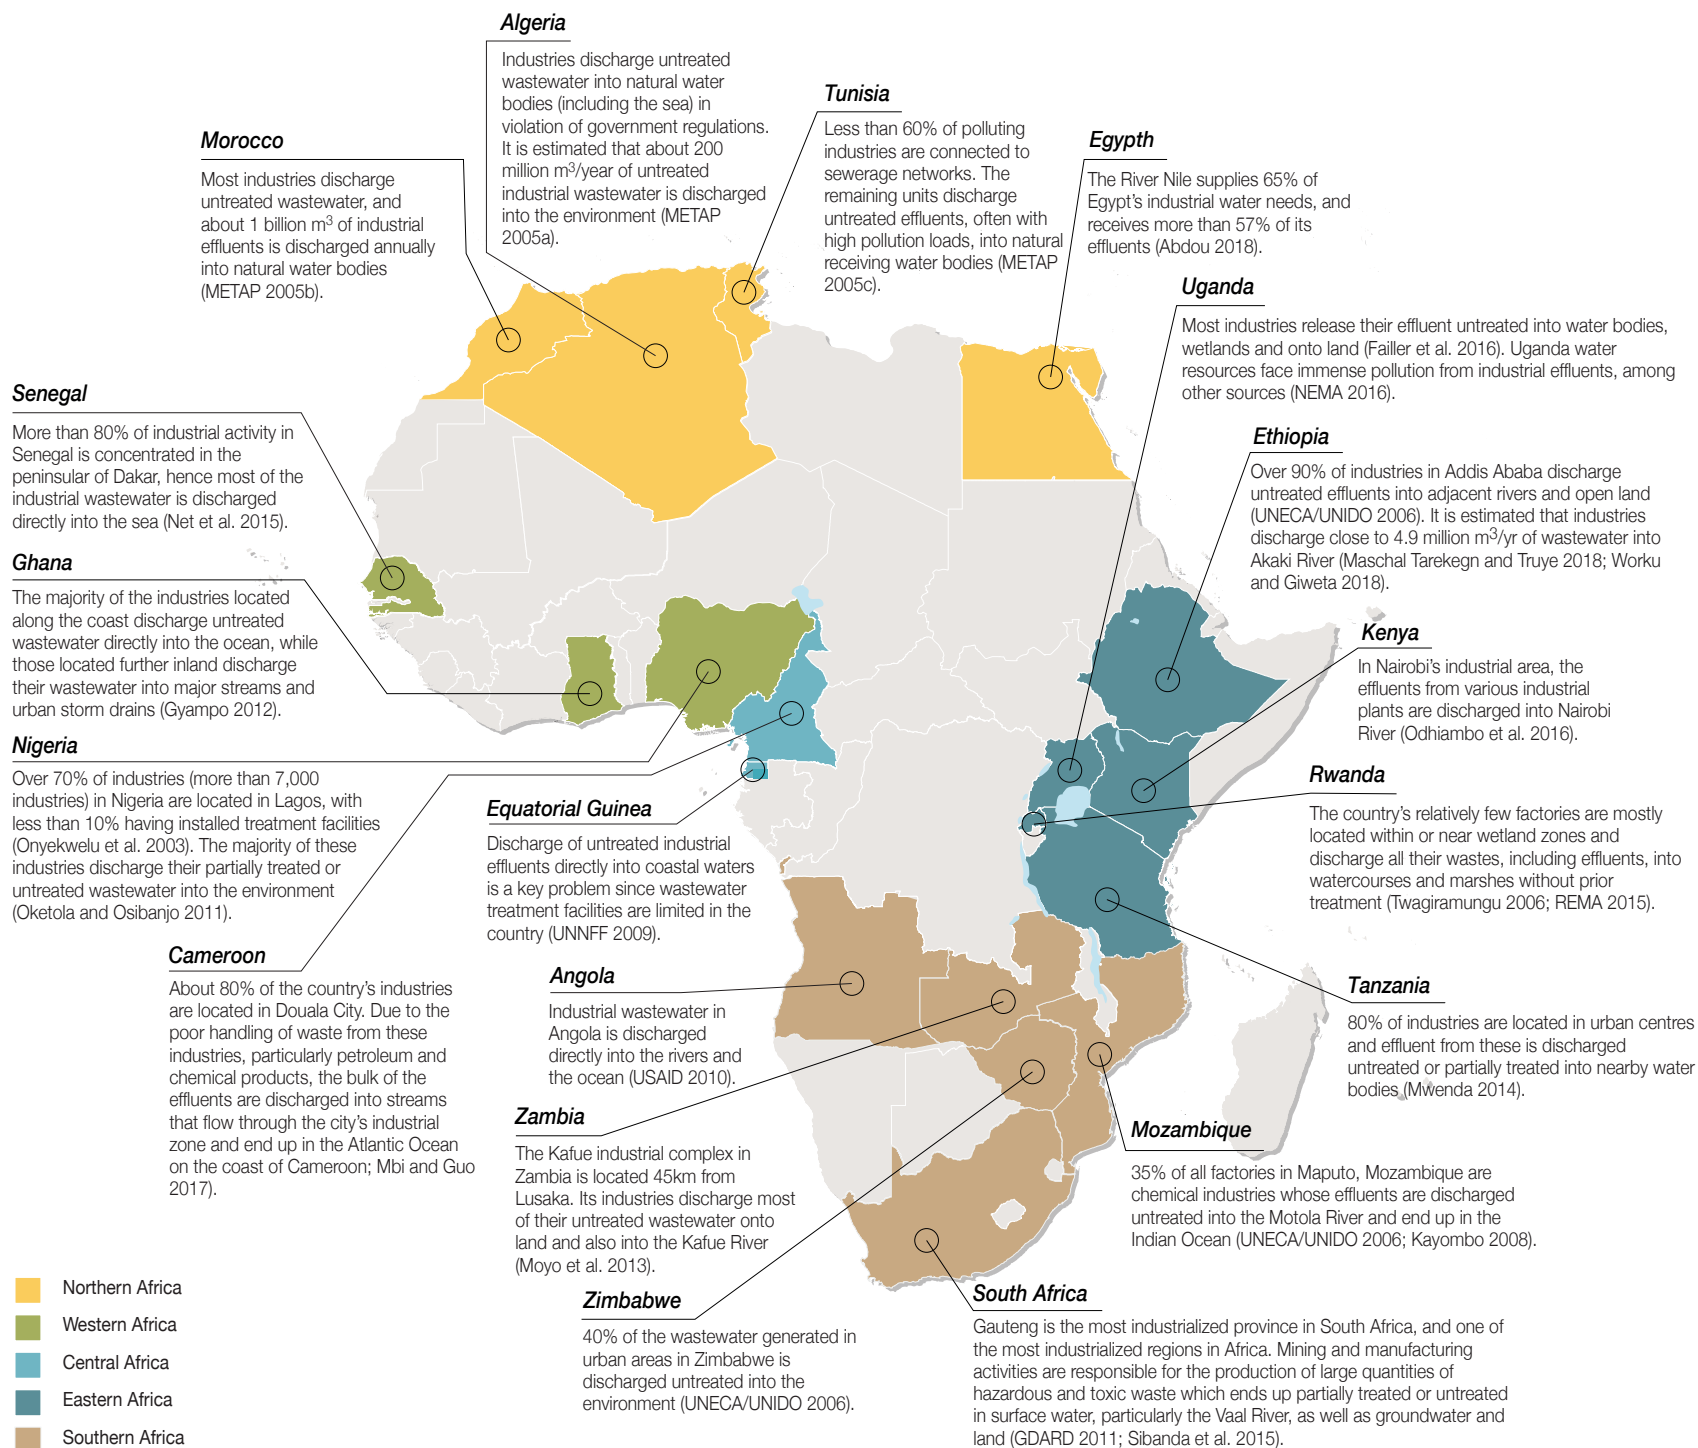 Algeria
Industries discharge untreated
wastewater into natural water
bodies (including the sea) in
violation of government regulations.
It is estimated that about 200
million m³/year of untreated
industrial wastewater is discharged
into the environment (METAP
2005a).
Tunisia
Less than 60% of polluting
industries are connected to
sewerage networks. The
remaining units discharge
untreated effluents, often with
high pollution loads, into natural
receiving water bodies (METAP
2005c).
Morocco
Most industries discharge
untreated wastewater, and
about 1 billion m³ of industrial
effluents is discharged annually
into natural water bodies
(METAP 2005b).
Egypth
The River Nile supplies 65% of
Egypt's industrial water needs, and
receives more than 57% of its
effluents (Abdou 2018).
Uganda
Most industries release their effluent untreated into water bodies,
wetlands and onto land (Failler et al. 2016). Uganda water
resources face immense pollution from industrial effluents, among
other sources (NEMA 2016).
Senegal
More than 80% of industrial activity in
Senegal is concentrated in the
peninsular of Dakar, hence most of the
industrial wastewater is discharged
directly into the sea (Net et al. 2015).
Ethiopia
Over 90% of industries in Addis Ababa discharge
untreated effluents into adjacent rivers and open land
(UNECA/UNIDO 2006). It is estimated that industries
discharge close to 4.9 million m³/yr of wastewater into
Akaki River (Maschal Tarekegn and Truye 2018; Worku
and Giweta 2018).
Ghana
The majority of the industries located
along the coast discharge untreated
wastewater directly into the ocean, while
those located further inland discharge
their wastewater into major streams and
urban storm drains (Gyampo 2012).
Kenya
In Nairobi's industrial area, the
effluents from various industrial
plants are discharged into Nairobi
River (Odhiambo et al. 2016).
Nigeria
Over 70% of industries (more than 7,000
industries) in Nigeria are located in Lagos, with
less than 10% having installed treatment facilities
(Onyekwelu et al. 2003). The majority of these
industries discharge their partially treated or
untreated wastewater into the environment
(Oketola and Osibanjo 2011).
Equatorial Guinea
Discharge of untreated industrial
effluents directly into coastal waters
is a key problem since wastewater
treatment facilities are limited in the
country (UNNFF 2009).
Rwanda
The country's relatively few factories are mostly
located within or near wetland zones and
discharge all their wastes, including effluents, into
watercourses and marshes without prior
treatment (Twagiramungu 2006; REMA 2015).
Cameroon
About 80% of the country's industries
are located in Douala City. Due to the
poor handling of waste from these
industries, particularly petroleum and
chemical products, the bulk of the
effluents are discharged into streams
that flow through the city's industrial
zone and end up in the Atlantic Ocean
on the coast of Cameroon; Mbi and Guo
2017).
Angola
Industrial wastewater in
Angola is discharged
directly into the rivers and
the ocean (USAID 2010).
Tanzania
80% of industries are located in urban centres
and effluent from these is discharged
untreated or partially treated into nearby water
bodies (Mwenda 2014).
Zambia
The Kafue industrial complex in
Zambia is located 45km from
Lusaka. Its industries discharge most
of their untreated wastewater onto
land and also into the Kafue River
(Moyo et al. 2013).
Mozambique
35% of all factories in Maputo, Mozambique are
chemical industries whose effluents are discharged
untreated into the Motola River and end up in the
Indian Ocean (UNECA/UNIDO 2006; Kayombo 2008).
Zimbabwe
40% of the wastewater generated in
urban areas in Zimbabwe is
discharged untreated into the
environment (UNECA/UNIDO 2006).
South Africa
Gauteng is the most industrialized province in South Africa, and one of
the most industrialized regions in Africa. Mining and manufacturing
activities are responsible for the production of large quantities of
hazardous and toxic waste which ends up partially treated or untreated
in surface water, particularly the Vaal River, as well as groundwater and
land (GDARD 2011; Sibanda et al. 2015).
Northern Africa
Western Africa
Central Africa
Eastern Africa
Southern Africa